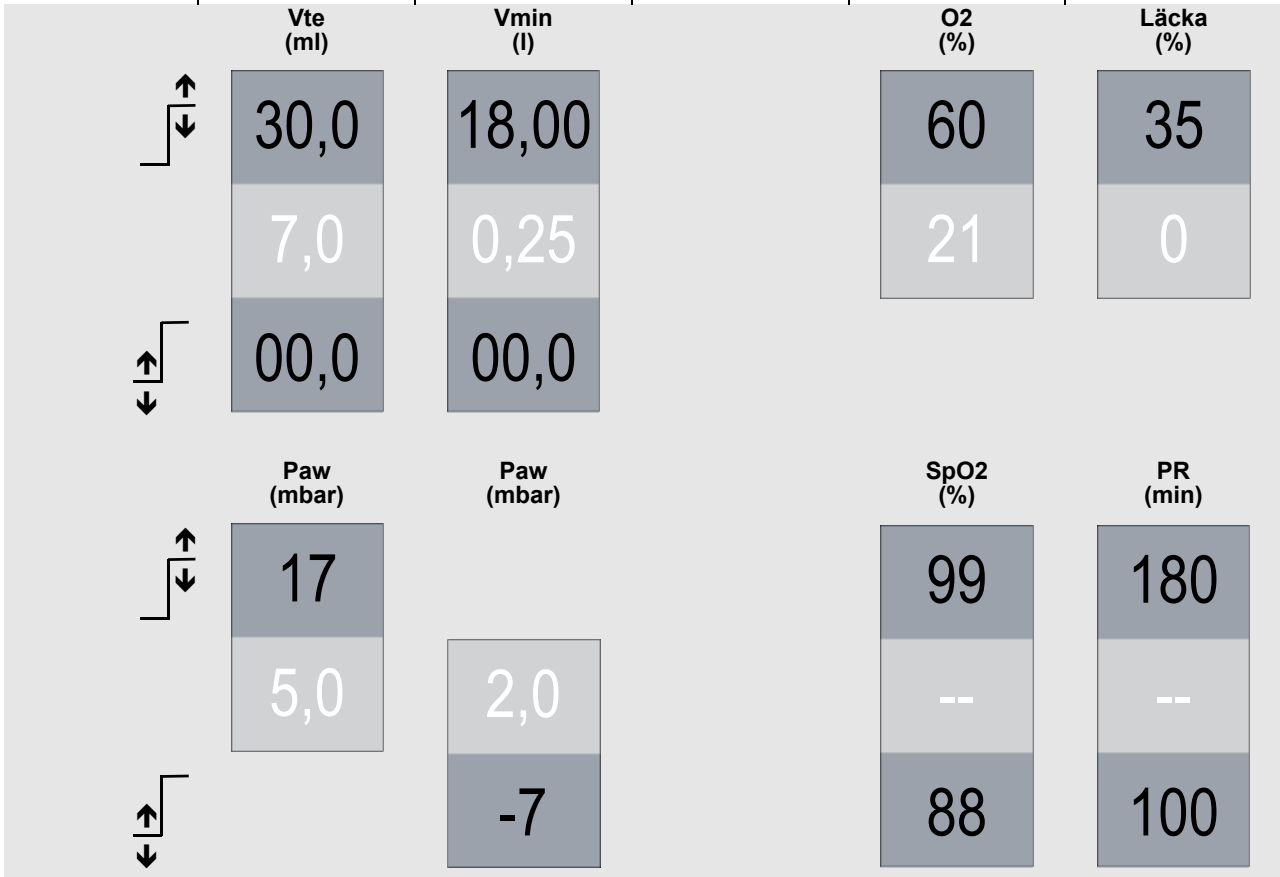 Vte Vmin O2 Läcka
(ml) (l) (%) (%)
30,0 18,00 60 35
7,0 0,25 21 0
00,0 00,0
Paw Paw SpO2 PR
(mbar) (mbar) (%) (min)
17 99 180
5,0 2,0 -- --
-7 88 100